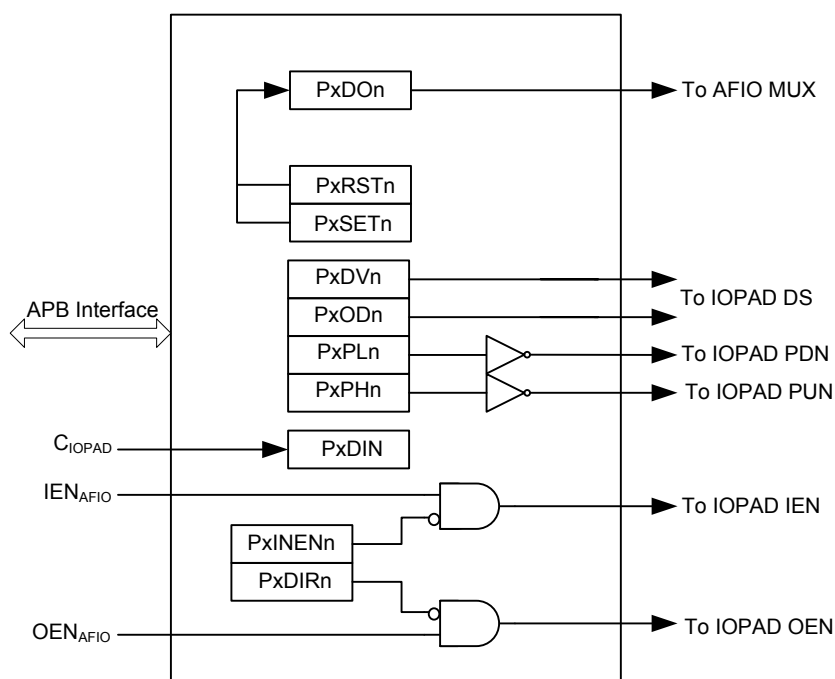 PxDOn
To AFIO MUX
PxRSTn
PxSETn
PxDVn
To IOPAD DS
APB Interface
PxODn
PxPLn
To IOPAD PDN
PxPHn
To IOPAD PUN
CIOPAD
PxDIN
IENAFIO
To IOPAD IEN
PxINENn
PxDIRn
OENAFIO
To IOPAD OEN